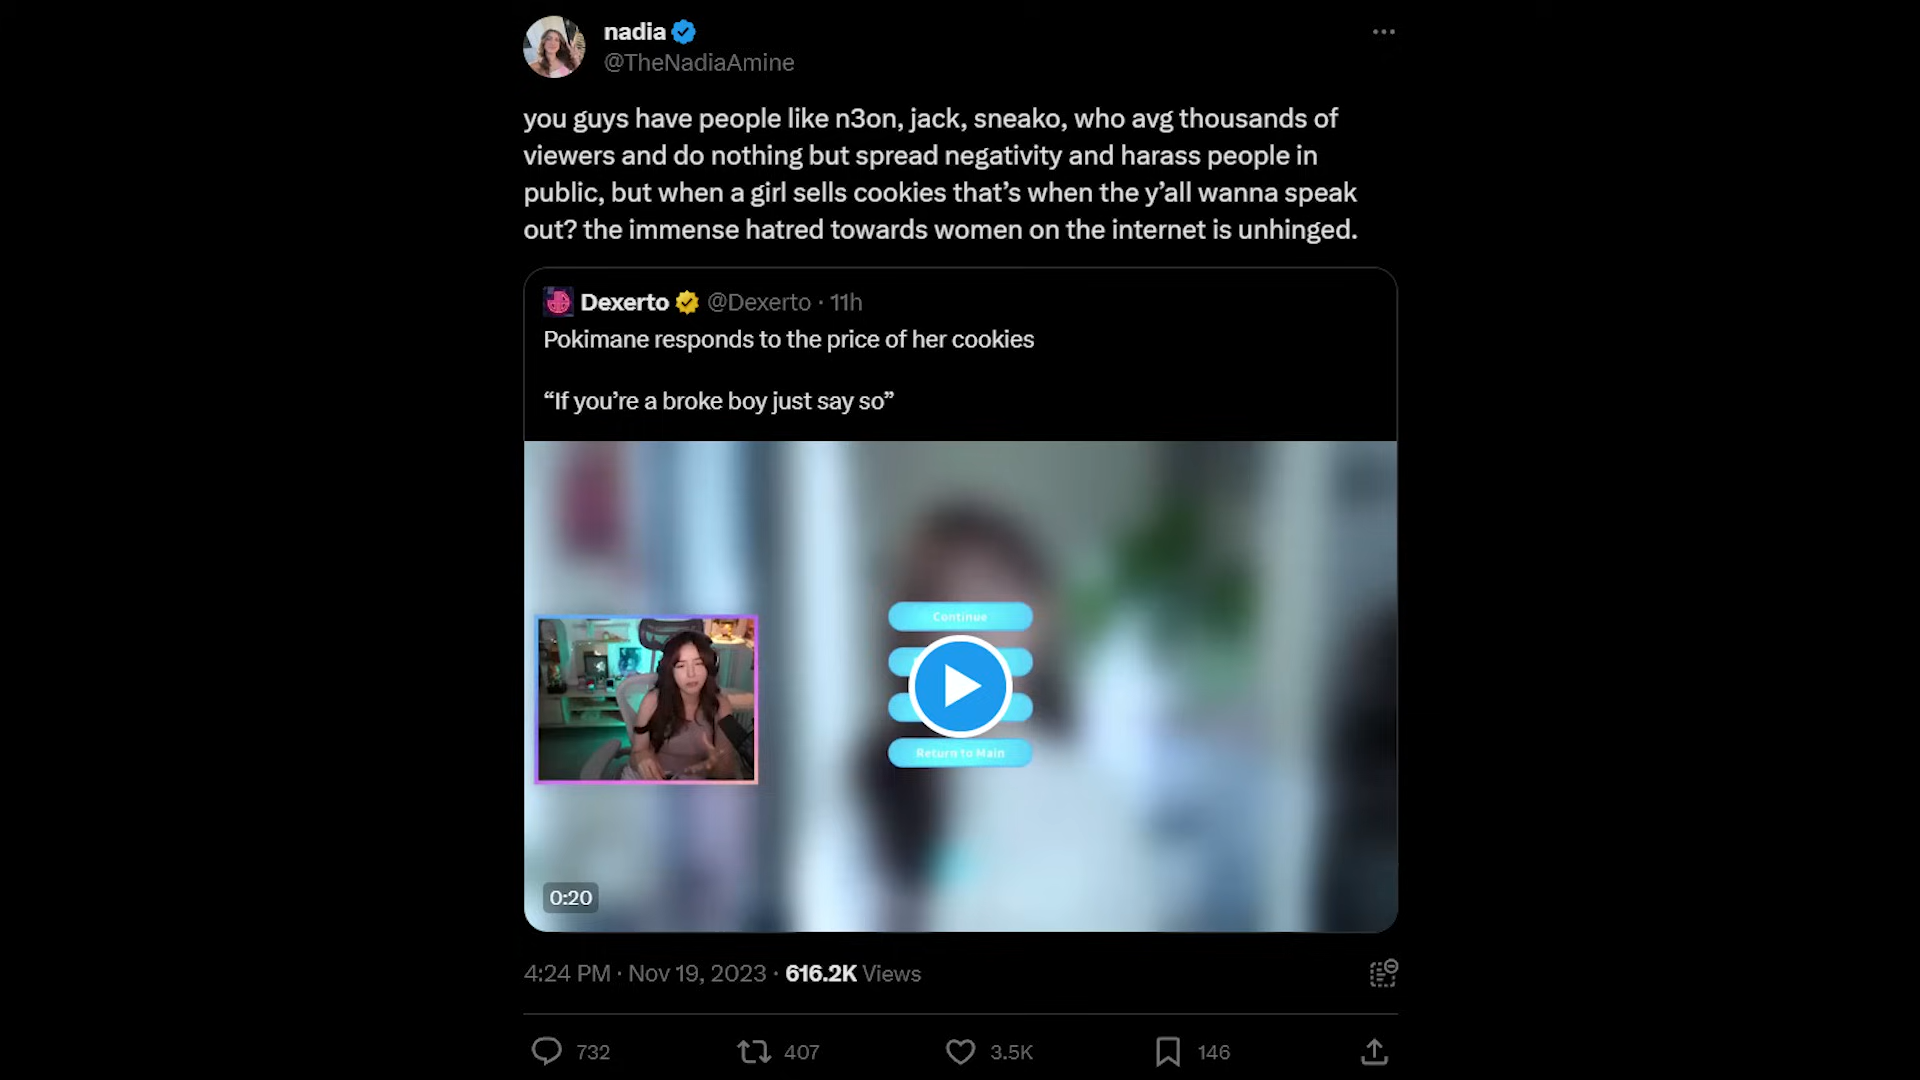 nadia
@TheNadiaAmine
you guys have people like n3on, jack, sneako, who avg thousands of
viewers and do nothing but spread negativity and harass people in
public, but when a girl sells cookies that’s when the y’all wanna speak
out? the immense hatred towards women on the internet is unhinged.
Dexerto @Dexerto · 11h
Pokimane responds to the price of her cookies
“If you’re a broke boy just say so”
Continue
Return to Main
0:20
4:24 PM · Nov 19, 2023 · 616.2K Views
732 407 3.5K 146